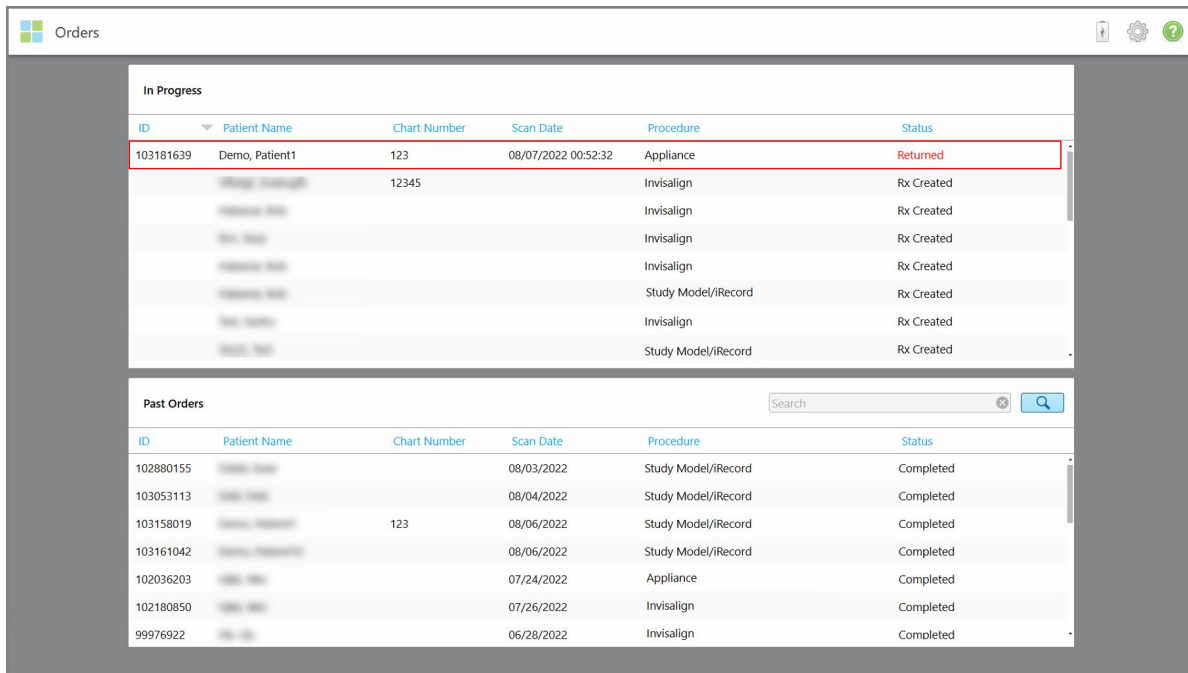 Orders
In Progress
ID Patient Name Chart Number Scan Date Procedure Status
103181639 Demo, Patient1 123 08/07/2022 00:52:32 Appliance Returned
12345 Invisalign Rx Created
Invisalign Rx Created
Invisalign Rx Created
Invisalign Rx Created
Study Model/iRecord Rx Created
Invisalign Rx Created
Study Model/iRecord Rx Created
Past Orders Search
ID Patient Name Chart Number Scan Date Procedure Status
102880155 08/03/2022 Study Model/iRecord Completed
103053113 08/04/2022 Study Model/iRecord Completed
103158019 123 08/06/2022 Study Model/iRecord Completed
103161042 08/06/2022 Study Model/iRecord Completed
102036203 07/24/2022 Appliance Completed
102180850 07/26/2022 Invisalign Completed
99976922 06/28/2022 Invisalign Completed